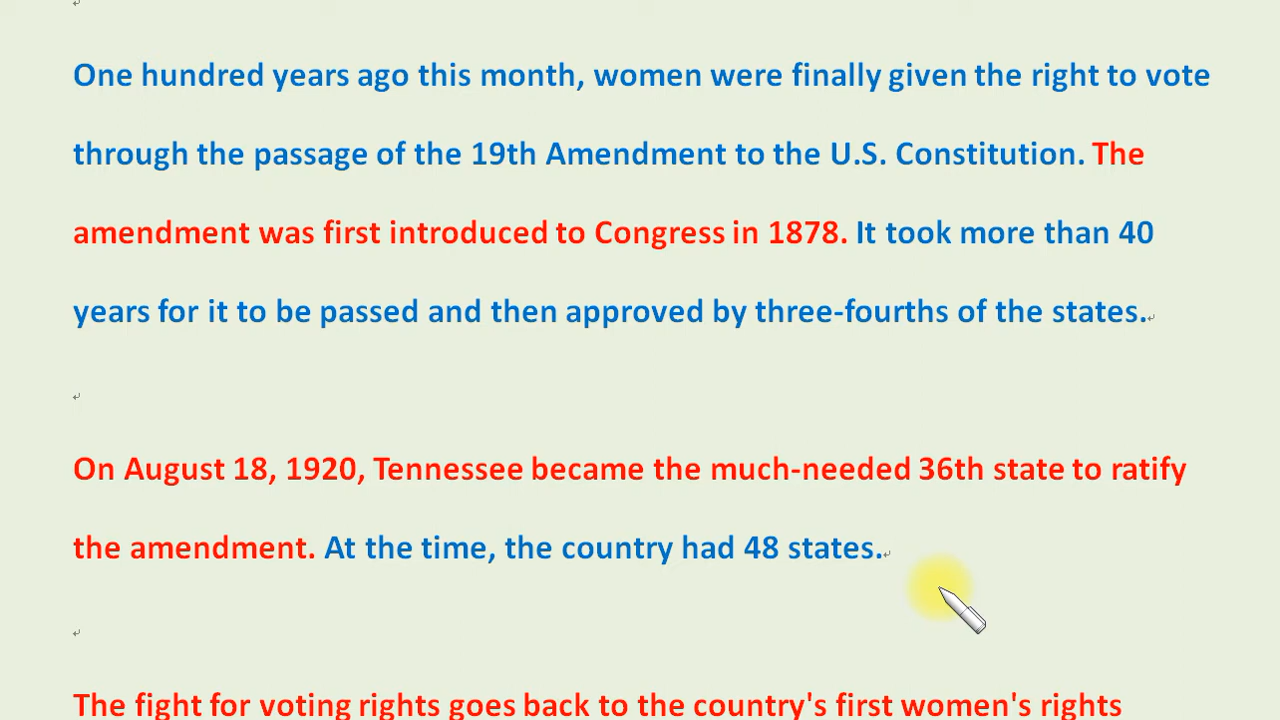 One hundred years ago this month, women were finally given the right to vote
through the passage of the 19th Amendment to the U.S. Constitution. The
amendment was first introduced to Congress in 1878. It took more than 40
years for it to be passed and then approved by three-fourths of the states.
On August 18, 1920, Tennessee became the much-needed 36th state to ratify
the amendment. At the time, the country had 48 states.
The fight for voting rights goes back to the country's first women's rights